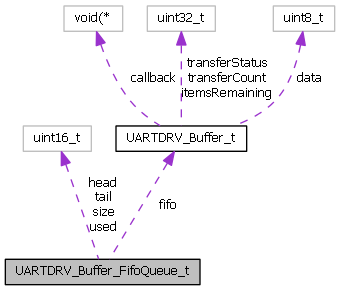 void(*
uint32_t
uint8_t
callback
transferStatus
transferCount
itemsRemaining
data
uint16_t
UARTDRV_Buffer_t
head
tail
size
used
fifo
UARTDRV_Buffer_FifoQueue_t